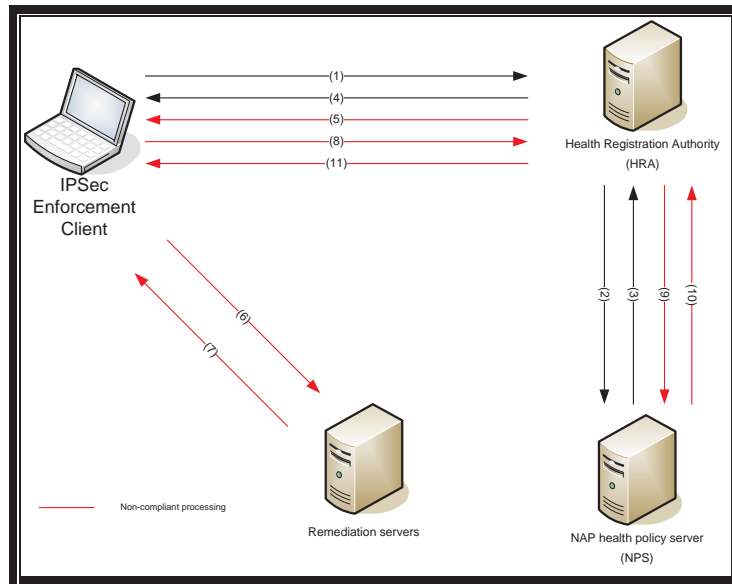 (1)
(4)
(5)
(8)
(11)
Health Registration Authority
(HRA)
IPSec
Enforcement
Client
(2)
(3)
(9)
(10)
(6)
(7)
Non-compliant processing
Remediation servers
NAP health policy server
(NPS)